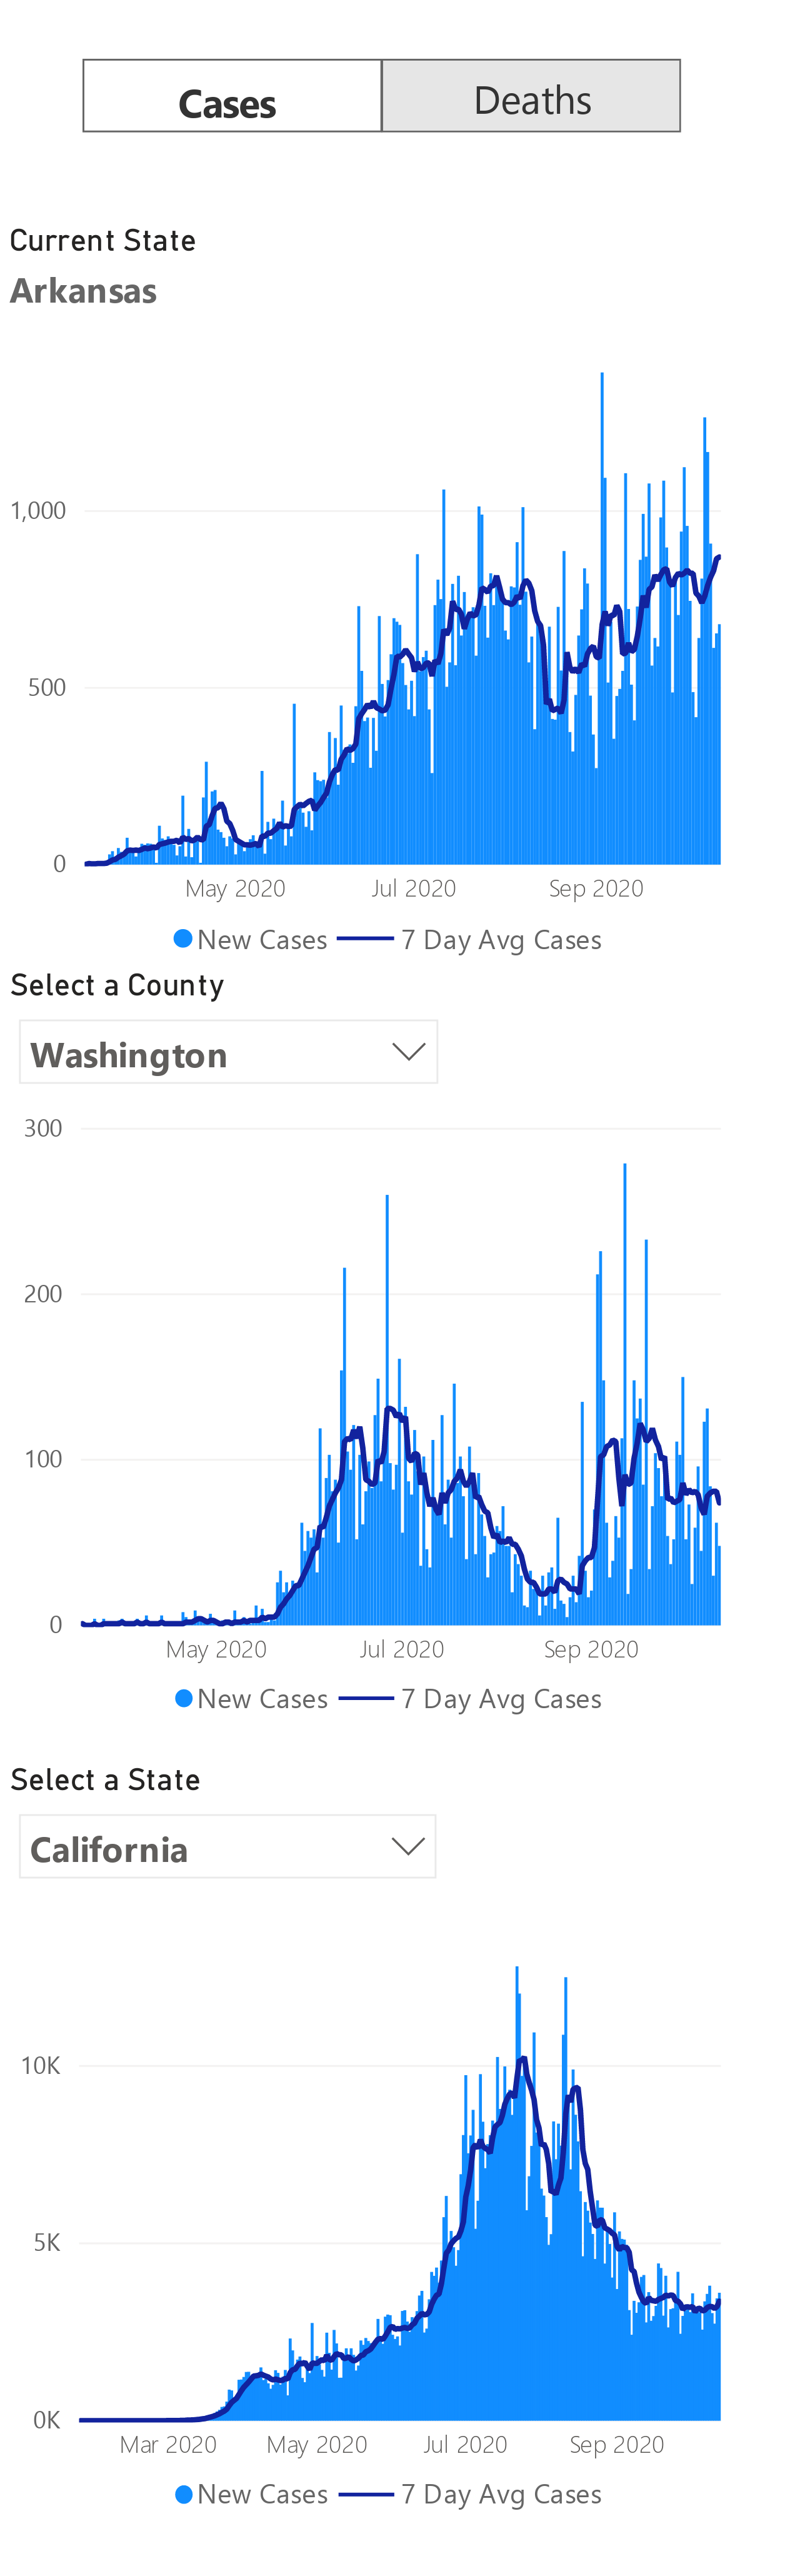 Cases Deaths
Current State
Arkansas
1,000
500
0
May 2020 Jul 2020 Sep 2020
New Cases 7 Day Avg Cases
Select a County
Washington
300
200
100
0
May 2020 Jul 2020 Sep 2020
New Cases 7 Day Avg Cases
Select a State
California
10K
5K
0K
Mar 2020 May 2020 Jul 2020 Sep 2020
New Cases 7 Day Avg Cases